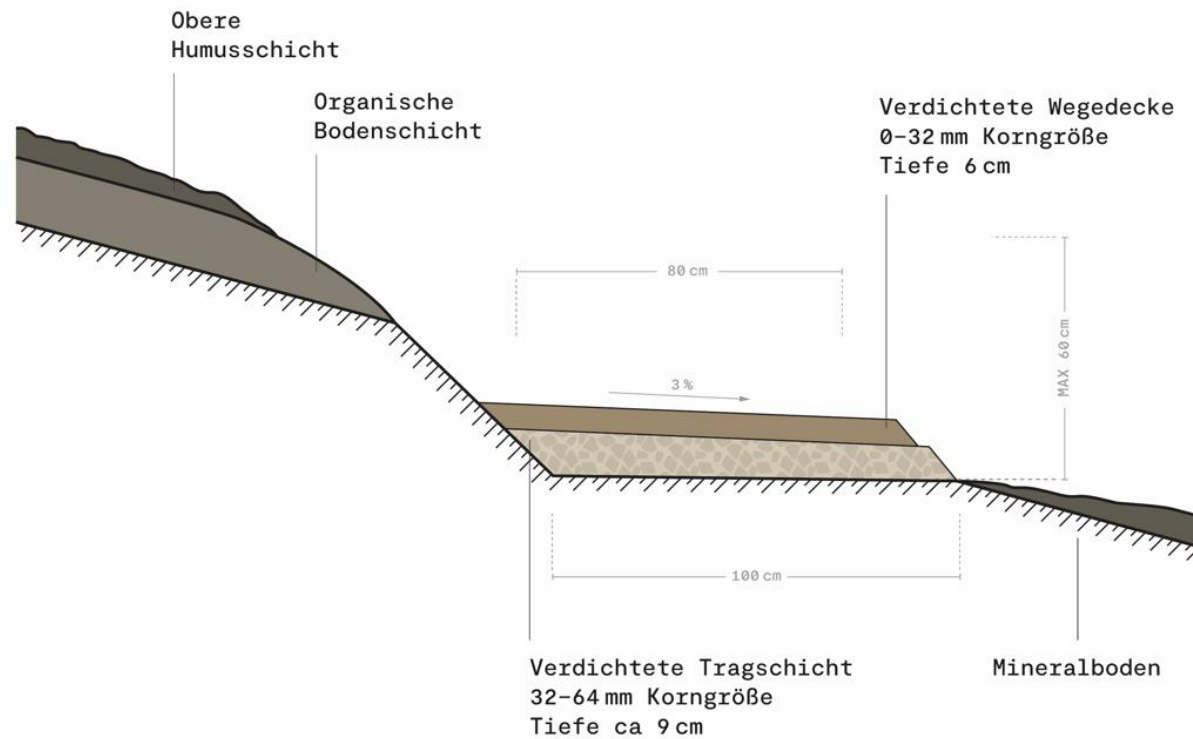 Obere
Humusschicht
Organische
Bodenschicht
Verdichtete Wegedecke
0–32 mm Korngröße
Tiefe 6 cm
80 cm
MAX 60 cm
3 %
100 cm
Verdichtete Tragschicht
32–64 mm Korngröße
Tiefe ca 9 cm
Mineralboden